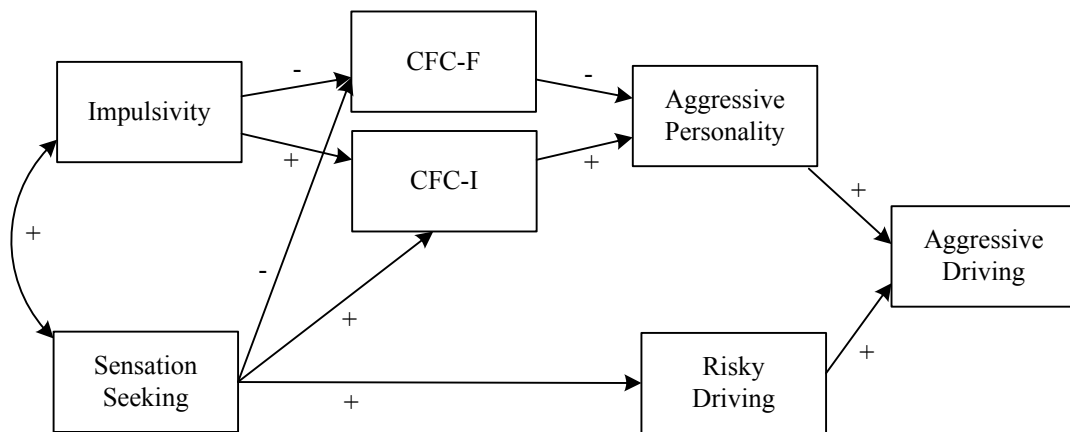 CFC-F
-
-
Impulsivity
Aggressive
Personality
+
CFC-I
+
+
+
Aggressive
Driving
-
+
+
Sensation
Seeking
Risky
Driving
+